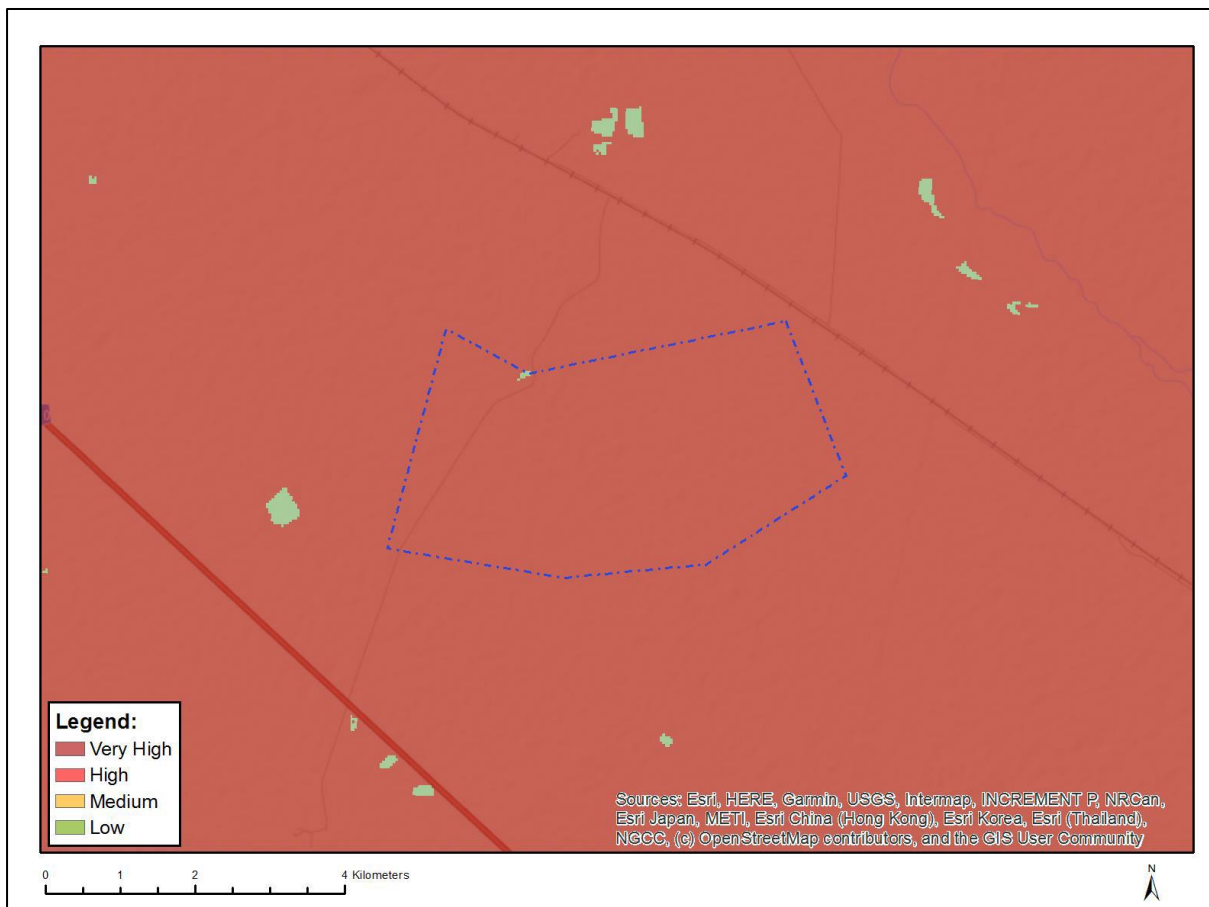 Legend:
Very High
High
Medium
Low
Sources: Esri, HERE, Garmin, USGS, Intermap, INCREMENT P, NRCan,
Esri Japan, METI, Esri China (Hong Kong), Esri Korea, Esri (Thailand),
NGCC, (c) OpenStreetMap contributors, and the GIS User Community
0 1 2 4 Kilometers
N